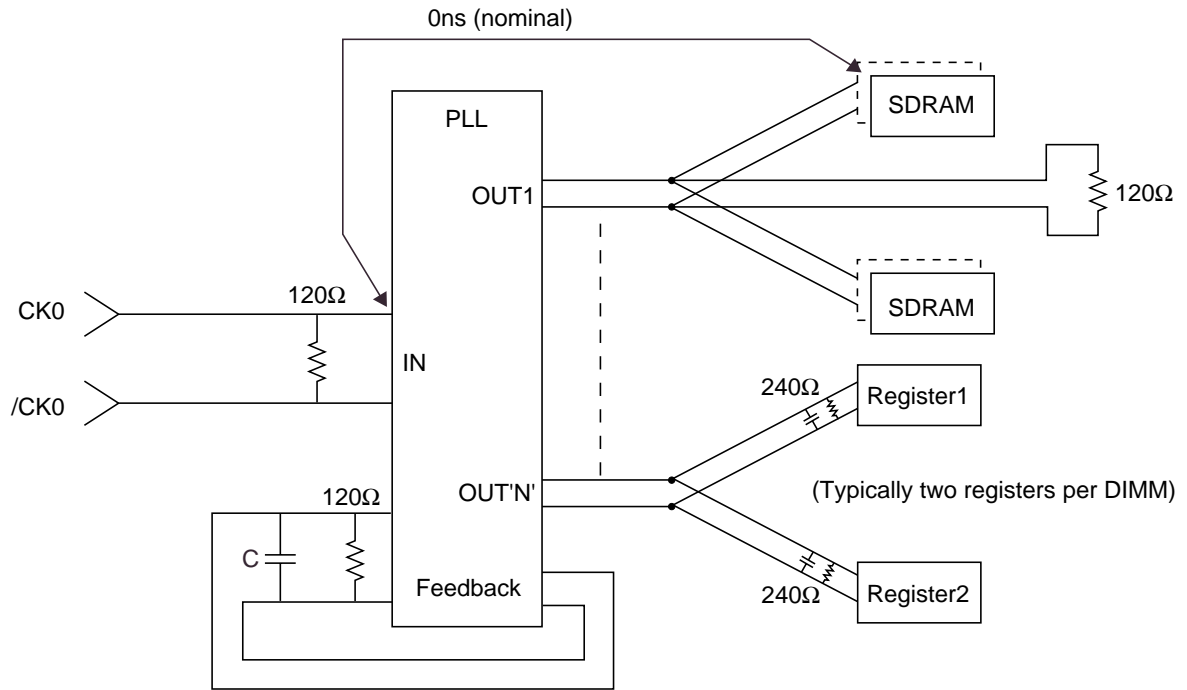 0ns (nominal)
PLL
SDRAM
OUT1
120Ω
SDRAM
120Ω
CK0
IN
/CK0
240Ω
Register1
120Ω
OUT'N'
(Typically two registers per DIMM)
C
Feedback
240Ω
Register2